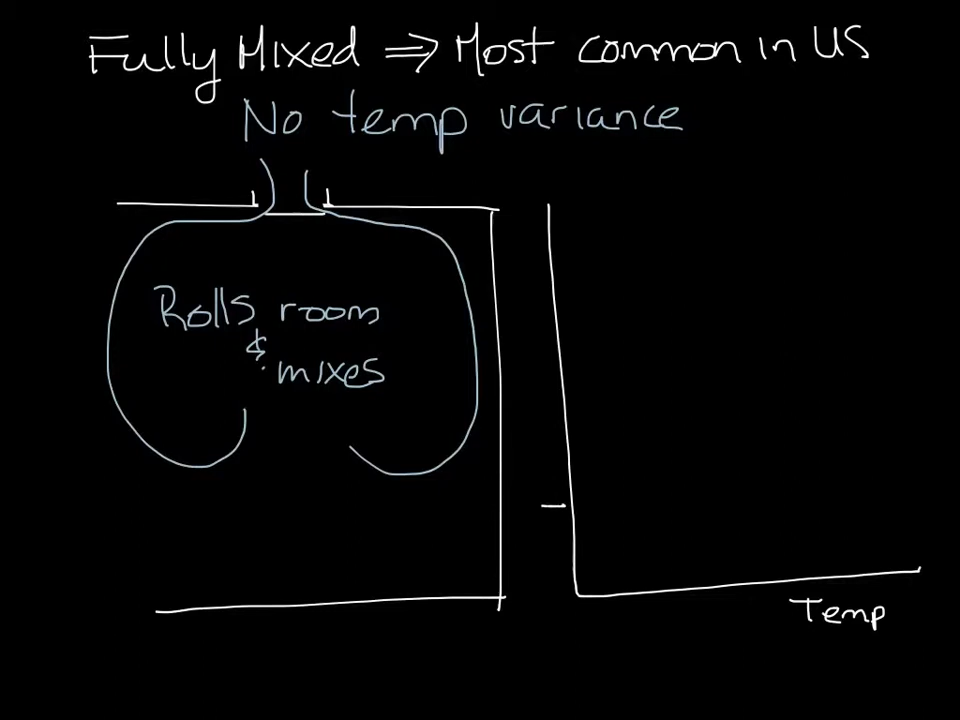 Fully Mixed ⇒ Most common in US
No temp variance
Rolls room
&
mixes
Temp